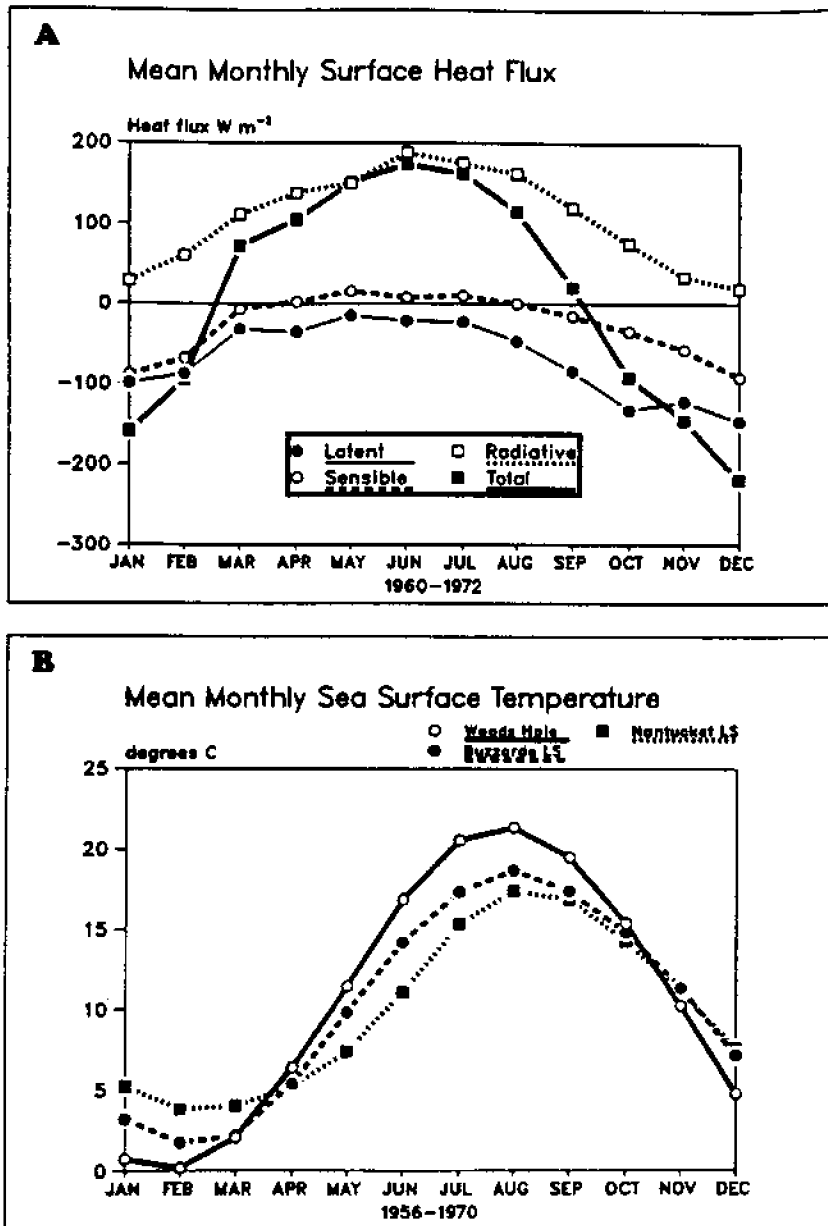 A
Mean Monthly Surface Heat Flux
Heat flux W m⁻²
200
100
0
-100
-200
-300
Latent Radiative
Sensible Total
JAN FEB MAR APR MAY JUN JUL AUG SEP OCT NOV DEC
1960-1972
B
Mean Monthly Sea Surface Temperature
Woods Hole Nantucket LS
degrees C Buzzards LS
25
20
15
10
5
0
JAN FEB MAR APR MAY JUN JUL AUG SEP OCT NOV DEC
1956-1970